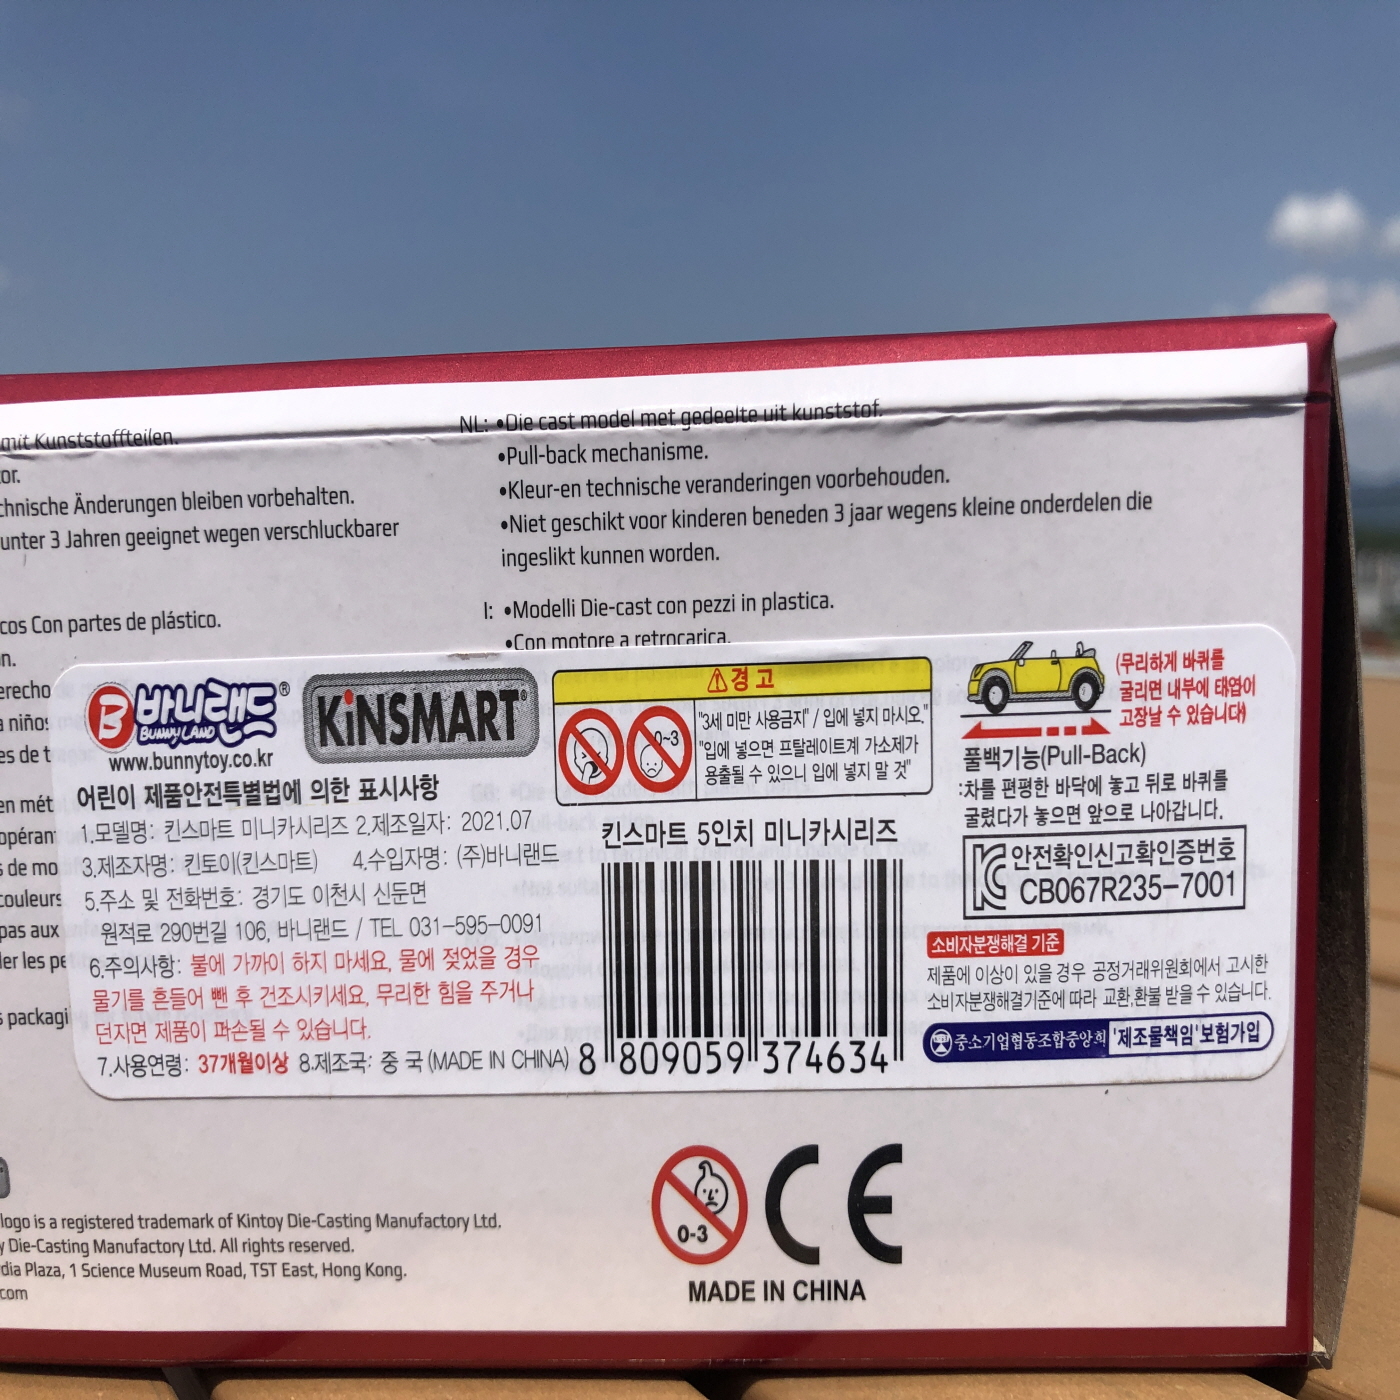 mit Kunststoffteilen.
tor.
chnische Änderungen bleiben vorbehalten.
unter 3 Jahren geeignet wegen verschluckbarer
cos Con partes de plástico.
n.
erecho
a niños
es de t
en mét
opéran
s de mo
couleurs
pas aux
ler les pe
s packagi
NL: •Die cast model met gedeelte uit kunststof.
•Pull-back mechanisme.
•Kleur-en technische veranderingen voorbehouden.
•Niet geschikt voor kinderen beneden 3 jaar wegens kleine onderdelen die
ingeslikt kunnen worden.
I: •Modelli Die-cast con pezzi in plastica.
•Con motore a retrocarica.
B 바니랜드®
BUNNY LAND
www.bunnytoy.co.kr
KiNSMART®
어린이 제품안전특별법에 의한 표시사항
1.모델명: 킨스마트 미니카시리즈 2.제조일자: 2021.07
3.제조자명: 킨토이(킨스마트) 4.수입자명: (주)바니랜드
5.주소 및 전화번호: 경기도 이천시 신둔면
원적로 290번길 106, 바니랜드 / TEL 031-595-0091
6.주의사항: 불에 가까이 하지 마세요, 물에 젖었을 경우
물기를 흔들어 뺀 후 건조시키세요, 무리한 힘을 주거나
던지면 제품이 파손될 수 있습니다.
7.사용연령: 37개월이상 8.제조국: 중 국 (MADE IN CHINA)
경 고
0~3
"3세 미만 사용금지" / 입에 넣지 마시오."
"입에 넣으면 프탈레이트계 가소제가
용출될 수 있으니 입에 넣지 말 것"
킨스마트 5인치 미니카시리즈
8 809059 374634
(무리하게 바퀴를
굴리면 내부에 태엽이
고장날 수 있습니다)
풀백기능(Pull-Back)
:차를 편평한 바닥에 놓고 뒤로 바퀴를
굴렸다가 놓으면 앞으로 나아갑니다.
안전확인신고확인증번호
CB067R235-7001
소비자분쟁해결 기준
제품에 이상이 있을 경우 공정거래위원회에서 고시한
소비자분쟁해결기준에 따라 교환,환불 받을 수 있습니다.
중소기업협동조합중앙회 '제조물책임'보험가입
0-3
CE
MADE IN CHINA
logo is a registered trademark of Kintoy Die-Casting Manufactory Ltd.
y Die-Casting Manufactory Ltd. All rights reserved.
dia Plaza, 1 Science Museum Road, TST East, Hong Kong.
com